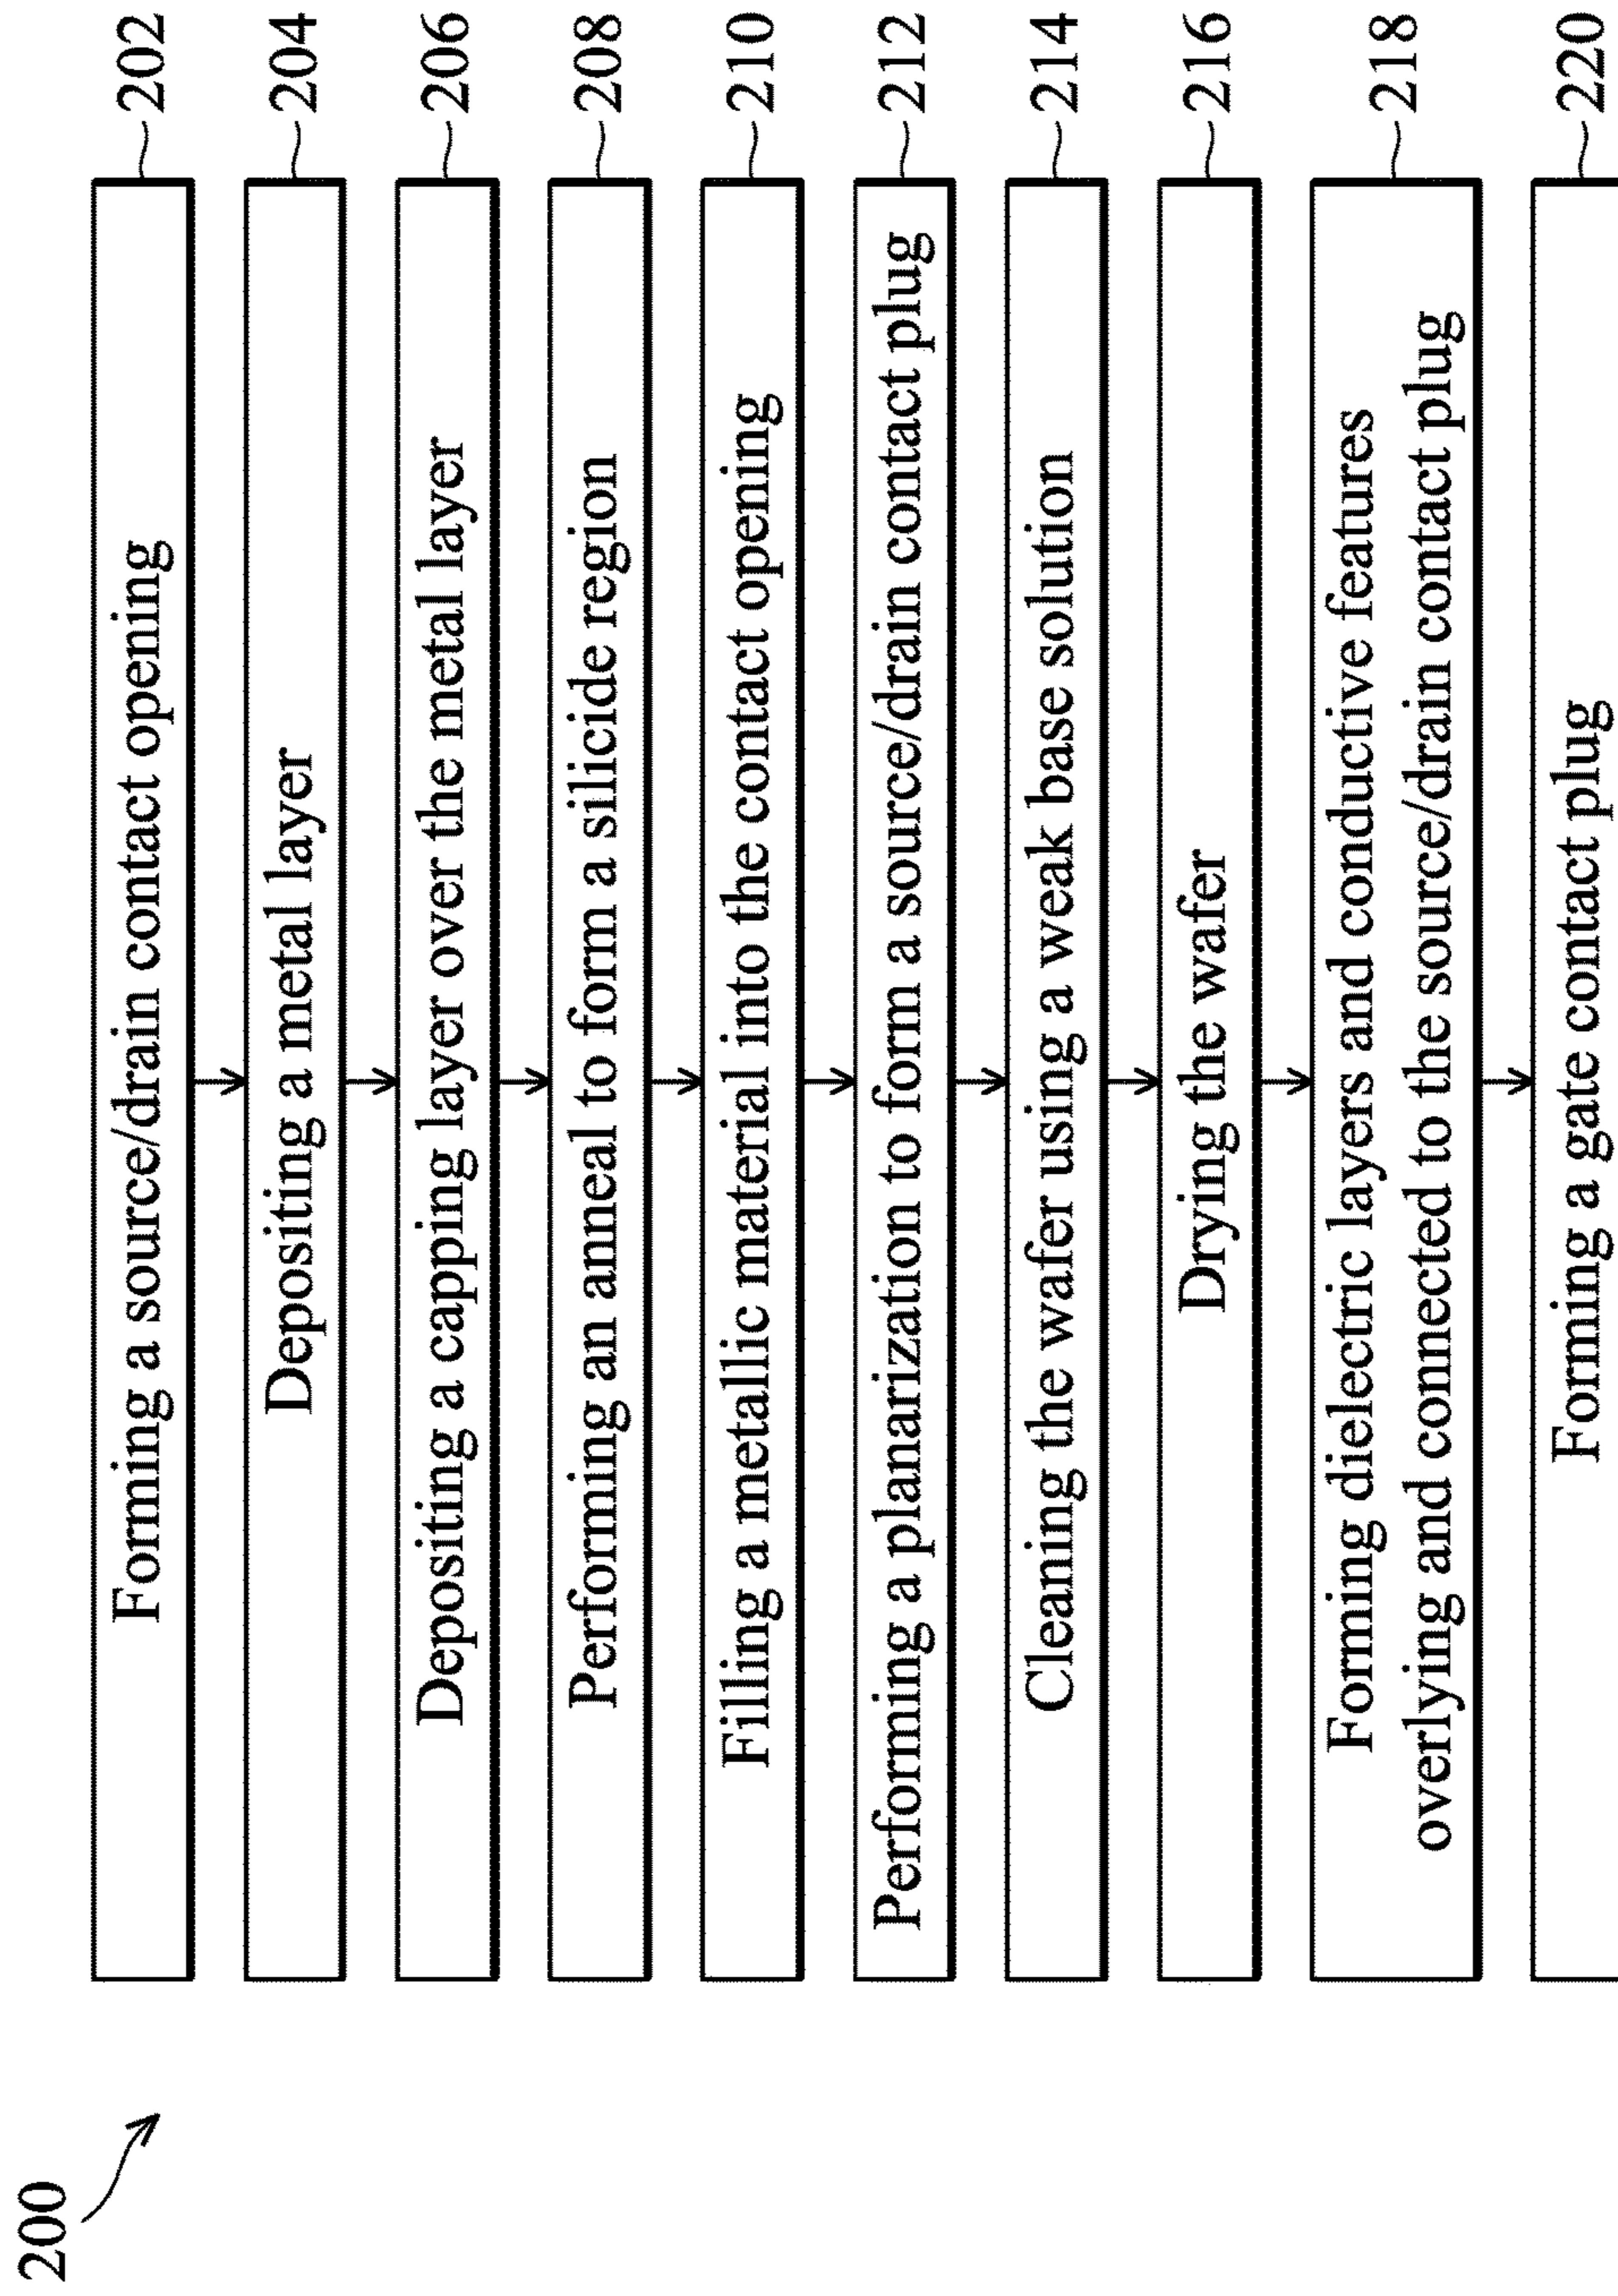 200
Forming a source/drain contact opening 202
Depositing a metal layer 204
Depositing a capping layer over the metal layer 206
Performing an anneal to form a silicide region 208
Filling a metallic material into the contact opening 210
Performing a planarization to form a source/drain contact plug 212
Cleaning the wafer using a weak base solution 214
Drying the wafer 216
Forming dielectric layers and conductive features
overlying and connected to the source/drain contact plug 218
Forming a gate contact plug 220